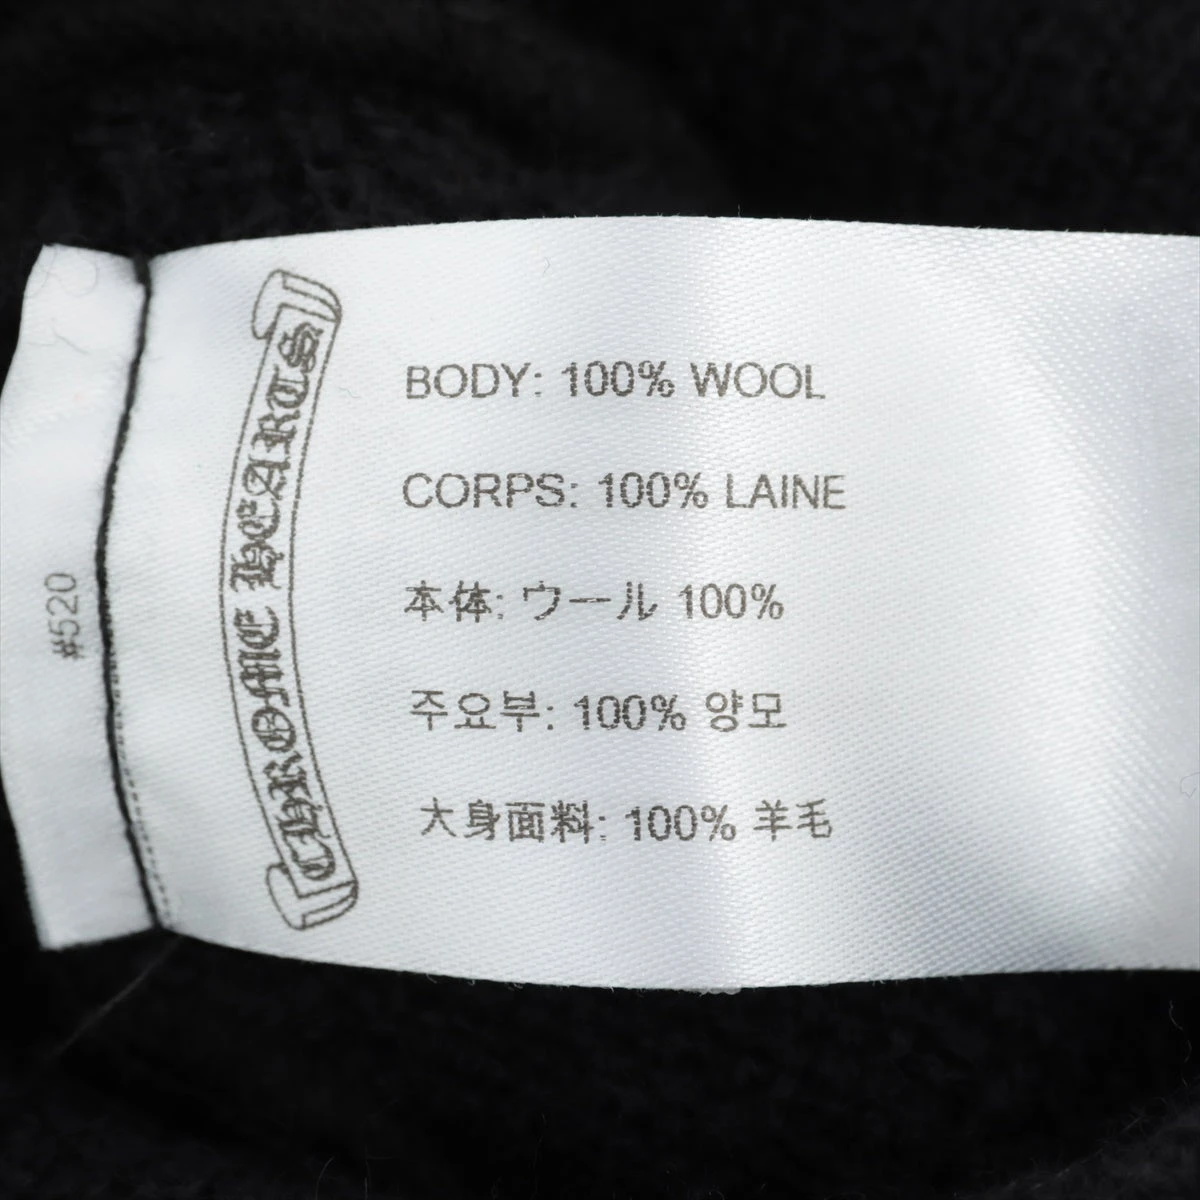 #520
CHROME HEARTS
BODY: 100% WOOL
CORPS: 100% LAINE
本体: ウール 100%
주요부: 100% 양모
大身面料: 100% 羊毛